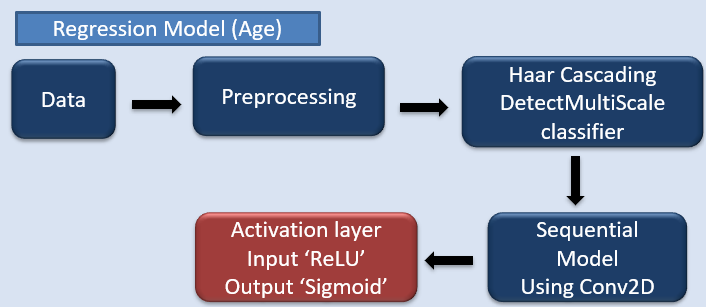 Regression Model (Age)
Data
Preprocessing
Haar Cascading
DetectMultiScale
classifier
Sequential
Model
Using Conv2D
Activation layer
Input ‘ReLU’
Output ‘Sigmoid’